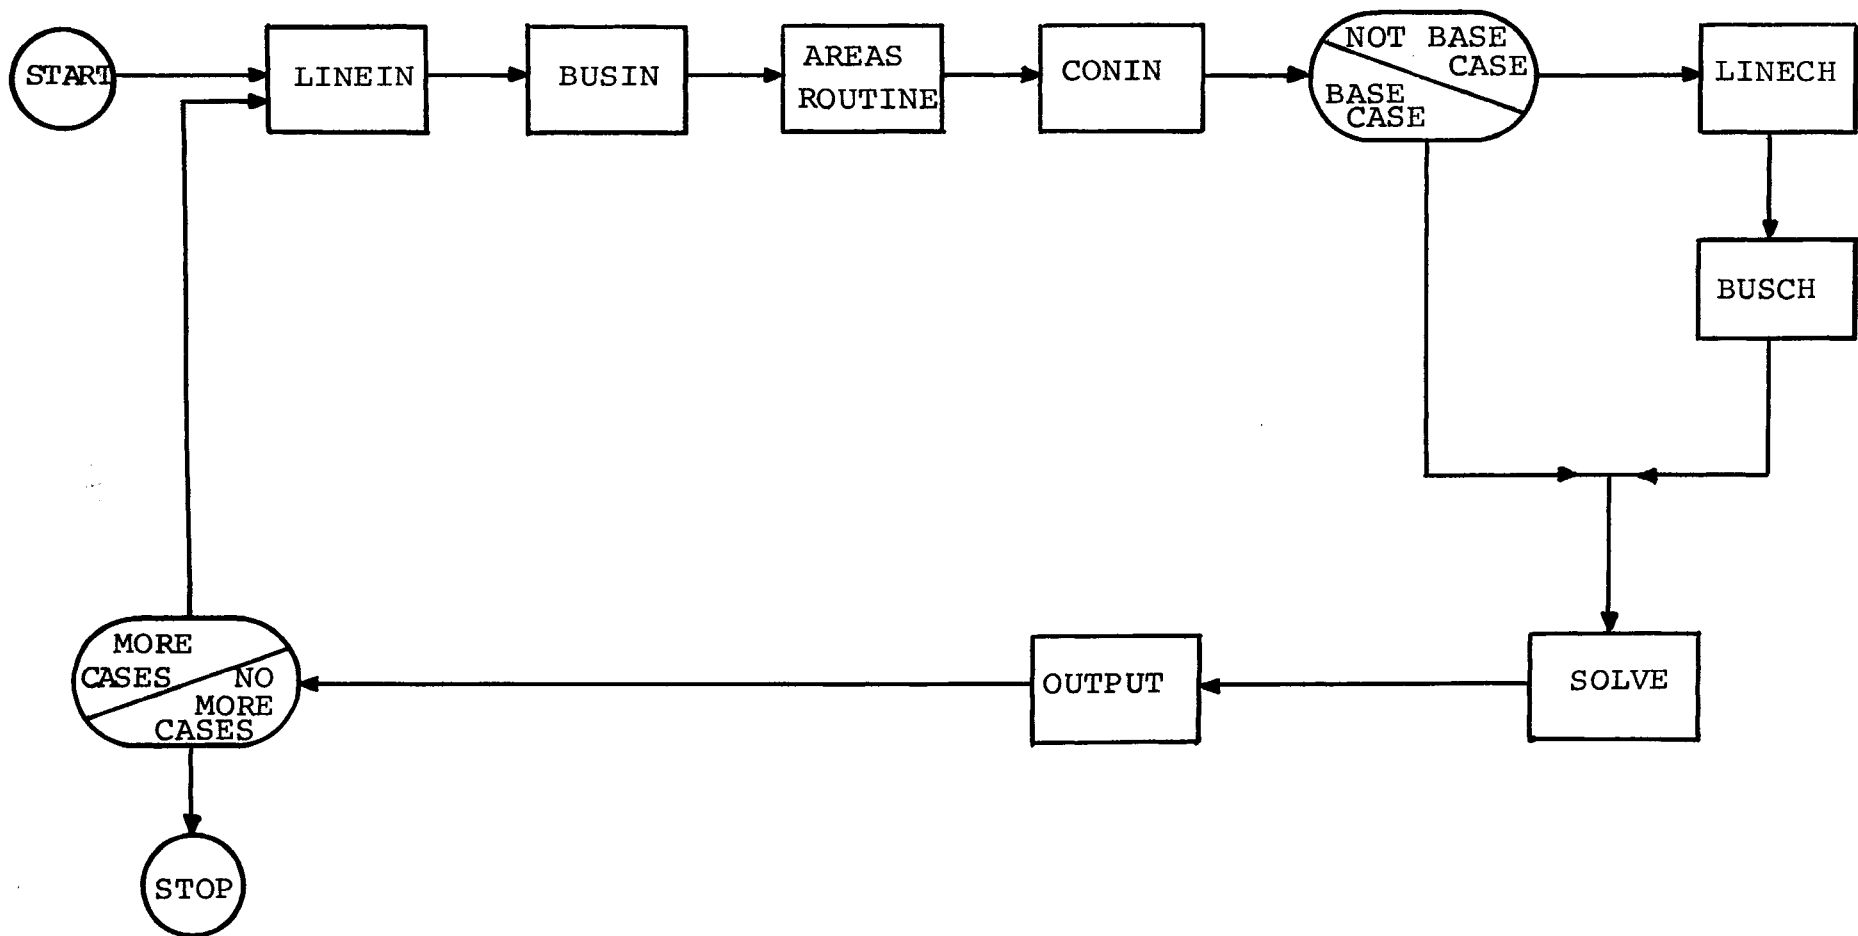 START
LINEIN
BUSIN
AREAS
ROUTINE
CONIN
NOT BASE
CASE
BASE
CASE
LINECH
BUSCH
SOLVE
OUTPUT
MORE
CASES
NO
MORE
CASES
STOP